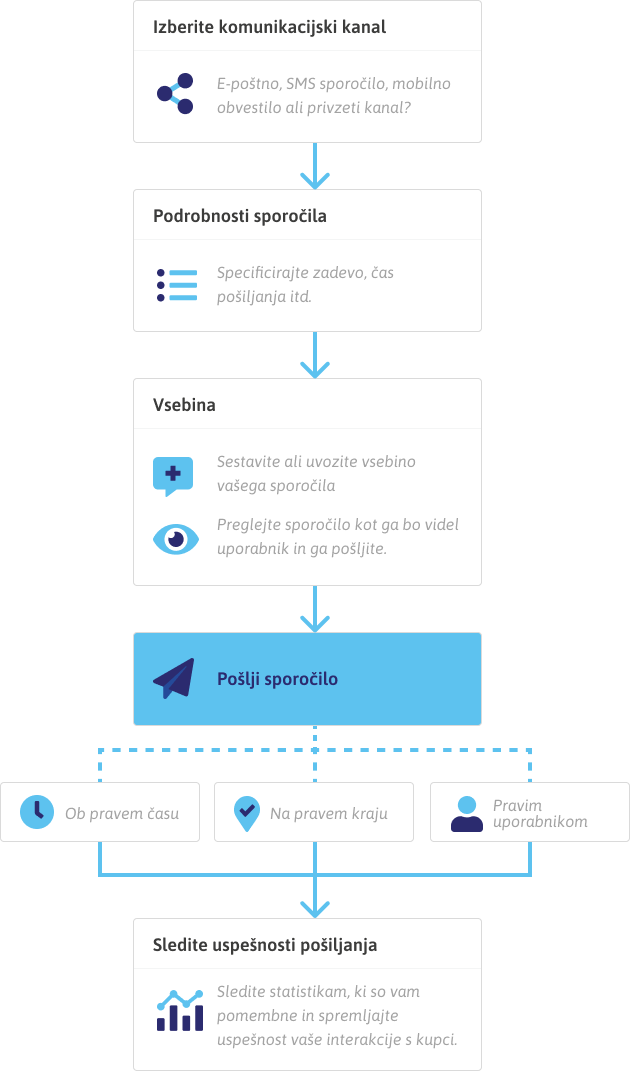 Izberite komunikacijski kanal
E-poštno, SMS sporočilo, mobilno
obvestilo ali privzeti kanal?
Podrobnosti sporočila
Specificirajte zadevo, čas
pošiljanja itd.
Vsebina
Sestavite ali uvozite vsebino
vašega sporočila
Preglejte sporočilo kot ga bo videl
uporabnik in ga pošljite.
Pošlji sporočilo
Ob pravem času
Na pravem kraju
Pravim
uporabnikom
Sledite uspešnosti pošiljanja
Sledite statistikam, ki so vam
pomembne in spremljajte
uspešnost vaše interakcije s kupci.